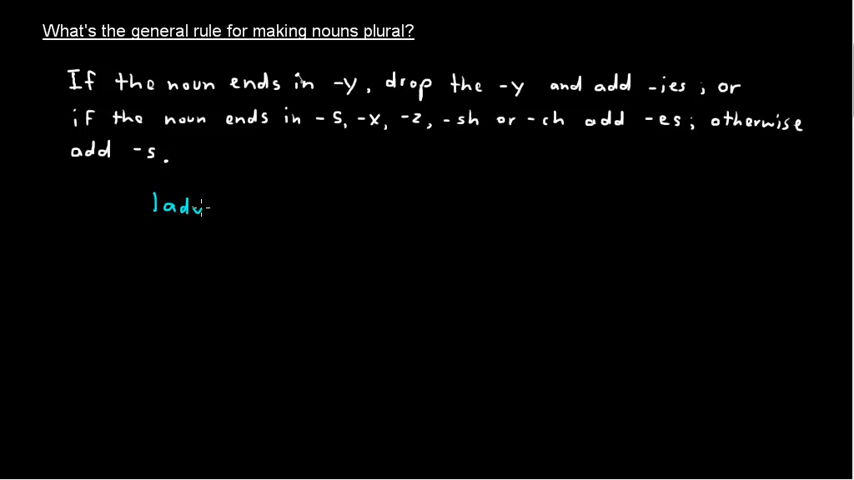 What's the general rule for making nouns plural?
If the noun ends in -y, drop the -y and add -ies; or
if the noun ends in -s, -x, -z, -sh or -ch add -es; otherwise
add -s.